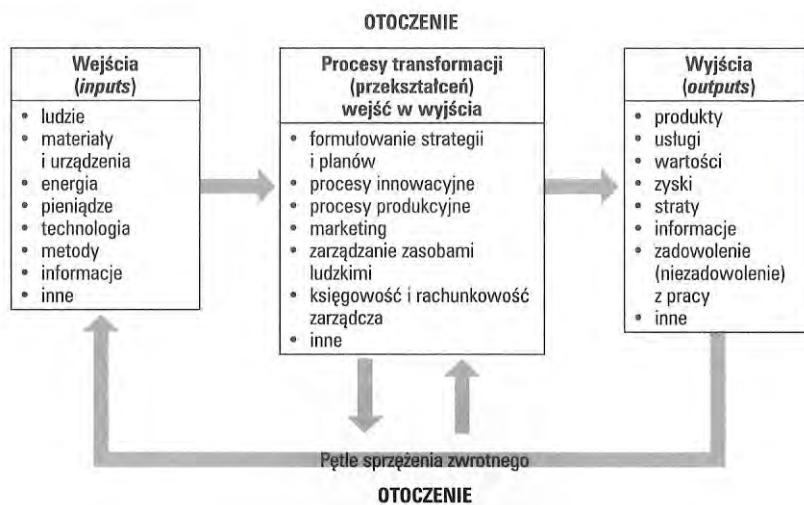 OTOCZENIE
Wejścia
(inputs)
• ludzie
• materiały
i urządzenia
• energia
• pieniądze
• technologia
• metody
• informacje
• inne
Procesy transformacji
(przekształceń)
wejść w wyjścia
• formułowanie strategii
i planów
• procesy innowacyjne
• procesy produkcyjne
• marketing
• zarządzanie zasobami
ludzkimi
• księgowość i rachunkowość
zarządcza
• inne
Wyjścia
(outputs)
• produkty
• usługi
• wartości
• zyski
• straty
• informacje
• zadowolenie
(niezadowolenie)
z pracy
• inne
Pętle sprzężenia zwrotnego
OTOCZENIE